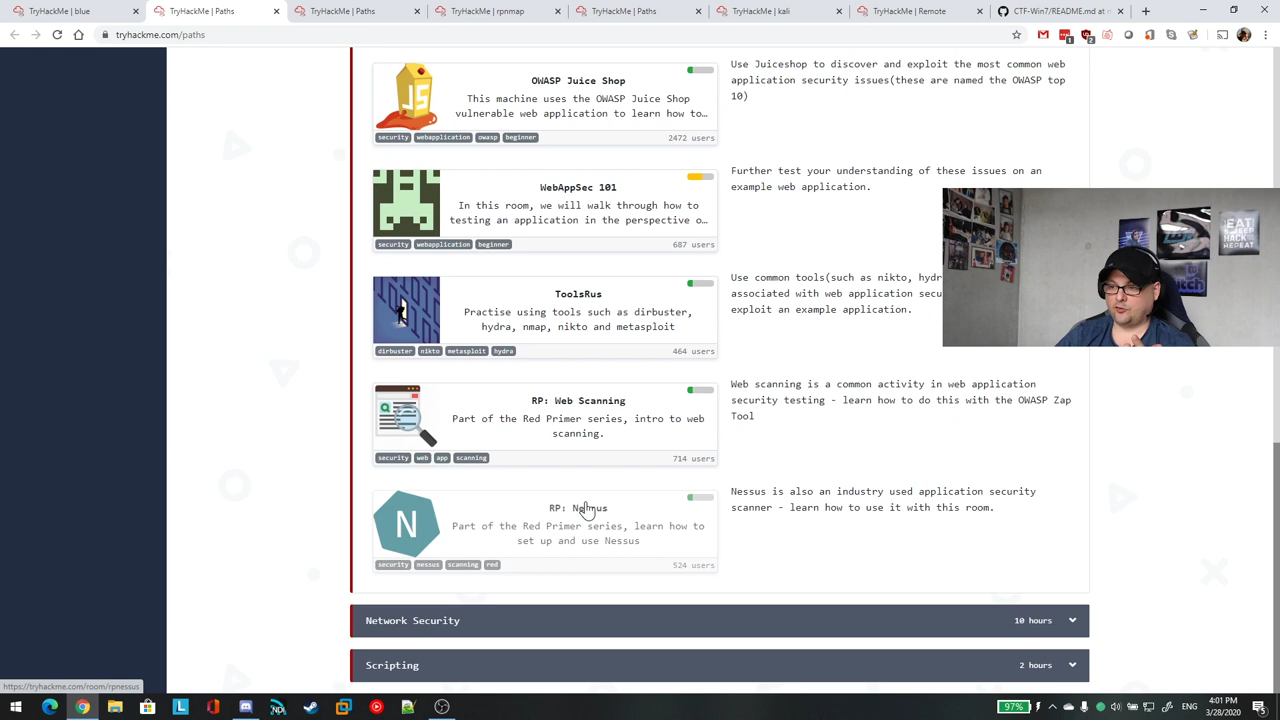 TryHackMe | blue
TryHackMe | Paths
TryHackMe | Paths
TryHackMe | rpnmap
TryHackMe | Paths
TryHackMe | kali
TryHackMe | Remote
CTF-Win7/README.md at
tryhackme.com/paths
1
2
OWASP Juice Shop
This machine uses the OWASP Juice Shop
vulnerable web application to learn how to…
security webapplication owasp beginner
2472 users
Use Juiceshop to discover and exploit the most common web
application security issues(these are named the OWASP top
10)
WebAppSec 101
In this room, we will walk through how to
testing an application in the perspective o…
security webapplication beginner
687 users
Further test your understanding of these issues on an
example web application.
ToolsRus
Practise using tools such as dirbuster,
hydra, nmap, nikto and metasploit
dirbuster nikto metasploit hydra
464 users
Use common tools(such as nikto, hydr
associated with web application secu
exploit an example application.
EAT
SLEEP
HACK
REPEAT
twitch
RP: Web Scanning
Part of the Red Primer series, intro to web
scanning.
security web app scanning
714 users
Web scanning is a common activity in web application
security testing - learn how to do this with the OWASP Zap
Tool
N
RP: Nessus
Part of the Red Primer series, learn how to
set up and use Nessus
security nessus scanning red
524 users
Nessus is also an industry used application security
scanner - learn how to use it with this room.
Network Security
10 hours
Scripting
2 hours
https://tryhackme.com/room/rpnessus
97%
ENG
4:01 PM
3/28/2020